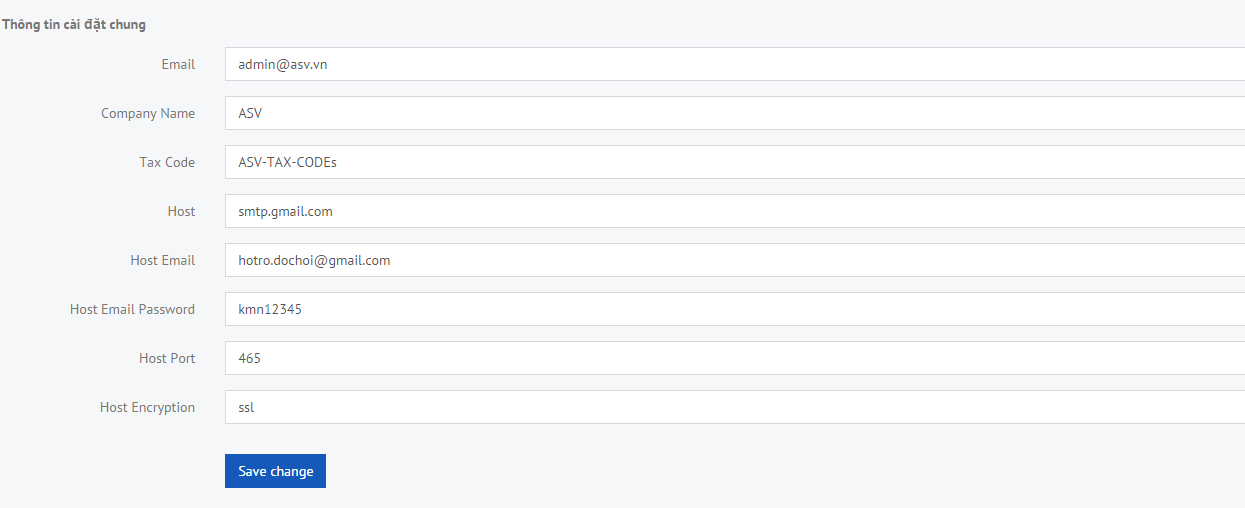 Thông tin cài đặt chung
Email admin@asv.vn
Company Name ASV
Tax Code ASV-TAX-CODEs
Host smtp.gmail.com
Host Email hotro.dochoi@gmail.com
Host Email Password kmn12345
Host Port 465
Host Encryption ssl
Save change